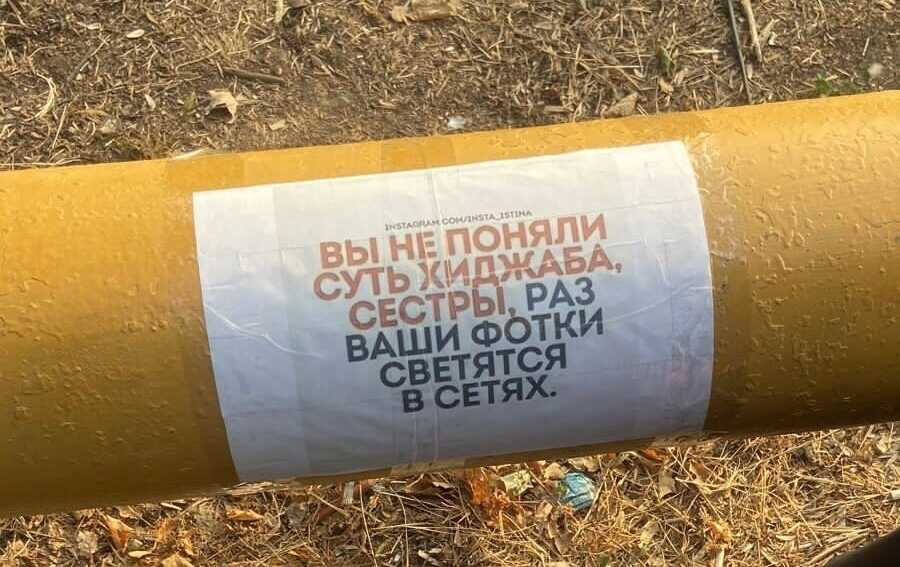 INSTAGRAM.COM/INSTA_ISTINA
ВЫ НЕ ПОНЯЛИ
СУТЬ ХИДЖАБА,
СЕСТРЫ, РАЗ
ВАШИ ФОТКИ
СВЕТЯТСЯ
В СЕТЯХ.